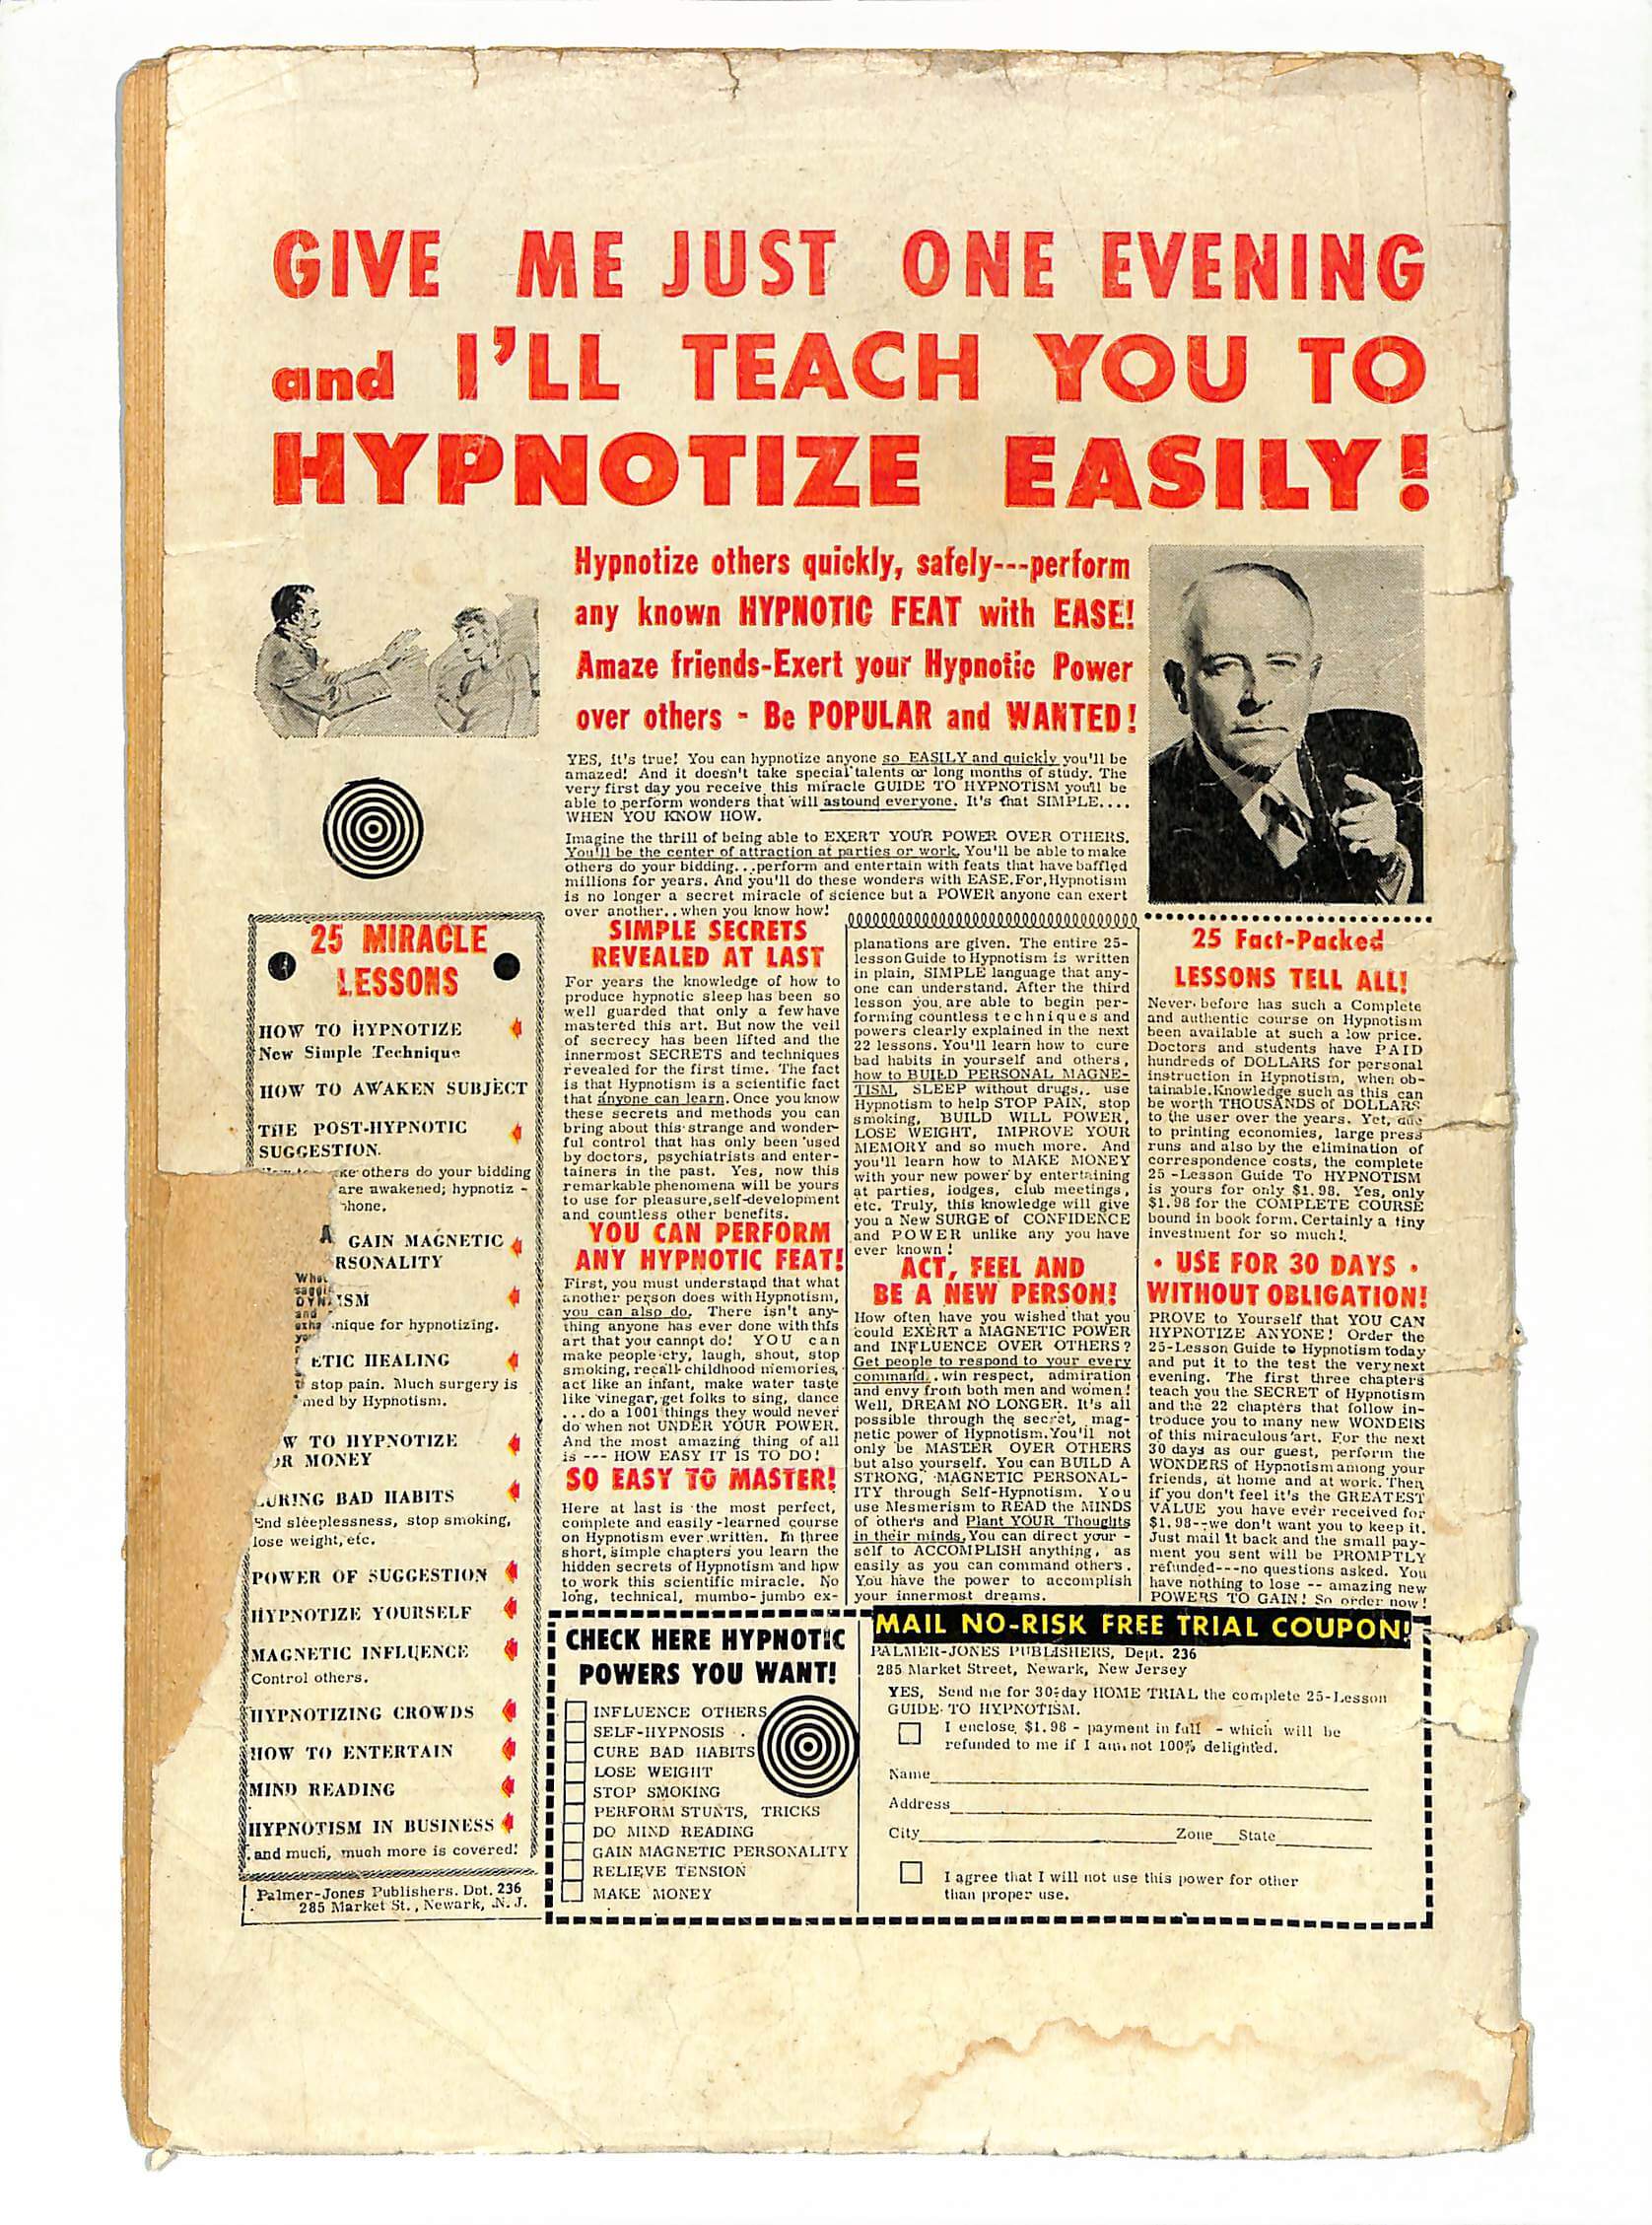 GIVE ME JUST ONE EVENING
and I'LL TEACH YOU TO
HYPNOTIZE EASILY!
Hypnotize others quickly, safely---perform
any known HYPNOTIC FEAT with EASE!
Amaze friends-Exert your Hypnotic Power
over others - Be POPULAR and WANTED!
YES, it's true! You can hypnotize anyone so EASILY and quickly you'll be
amazed! And it doesn't take special talents or long months of study. The
very first day you receive this miracle GUIDE TO HYPNOTISM you'll be
able to perform wonders that will astound everyone. It's that SIMPLE....
WHEN YOU KNOW HOW.
Imagine the thrill of being able to EXERT YOUR POWER OVER OTHERS.
You'll be the center of attraction at parties or work. You'll be able to make
others do your bidding...perform and entertain with feats that have baffled
millions for years. And you'll do these wonders with EASE. For, Hypnotism
is no longer a secret miracle of science but a POWER anyone can exert
over another.. when you know how!
25 MIRACLE
LESSONS
HOW TO HYPNOTIZE
New Simple Technique
HOW TO AWAKEN SUBJECT
THE POST-HYPNOTIC
SUGGESTION.
others do your bidding
are awakened; hypnotiz -
GAIN MAGNETIC
RSONALITY
ISM
nique for hypnotizing.
ETIC HEALING
stop pain. Much surgery is
med by Hypnotism.
W TO HYPNOTIZE
OR MONEY
CURING BAD HABITS
End sleeplessness, stop smoking,
lose weight, etc.
POWER OF SUGGESTION
HYPNOTIZE YOURSELF
MAGNETIC INFLUENCE
Control others.
HYPNOTIZING CROWDS
HOW TO ENTERTAIN
MIND READING
HYPNOTISM IN BUSINESS
and much, much more is covered!
Palmer-Jones Publishers. Dpt. 236
285 Market St., Newark, N. J.
SIMPLE SECRETS
REVEALED AT LAST
For years the knowledge of how to
produce hypnotic sleep has been so
well guarded that only a few have
mastered this art. But now the veil
of secrecy has been lifted and the
innermost SECRETS and techniques
revealed for the first time. The fact
is that Hypnotism is a scientific fact
that anyone can learn. Once you know
these secrets and methods you can
bring about this strange and wonder-
ful control that has only been used
by doctors, psychiatrists and enter-
tainers in the past. Yes, now this
remarkable phenomena will be yours
to use for pleasure, self-development
and countless other benefits.
YOU CAN PERFORM
ANY HYPNOTIC FEAT!
First, you must understand that what
another person does with Hypnotism,
you can also do. There isn't any-
thing anyone has ever done with this
art that you cannot do! YOU can
make people cry, laugh, shout, stop
smoking, recall childhood memories,
act like an infant, make water taste
like vinegar, get folks to sing, dance
...do a 1001 things they would never
do when not UNDER YOUR POWER.
And the most amazing thing of all
is --- HOW EASY IT IS TO DO!
SO EASY TO MASTER!
Here at last is the most perfect,
complete and easily-learned course
on Hypnotism ever written. In three
short, simple chapters you learn the
hidden secrets of Hypnotism and how
to work this scientific miracle. No
long, technical, mumbo-jumbo ex-
planations are given. The entire 25-
lesson Guide to Hypnotism is written
in plain, SIMPLE language that any-
one can understand. After the third
lesson you are able to begin per-
forming countless techniques and
powers clearly explained in the next
22 lessons. You'll learn how to cure
bad habits in yourself and others,
how to BUILD PERSONAL MAGNE-
TISM, SLEEP without drugs,. use
Hypnotism to help STOP PAIN, stop
smoking, BUILD WILL POWER,
LOSE WEIGHT, IMPROVE YOUR
MEMORY and so much more. And
you'll learn how to MAKE MONEY
with your new power by entertaining
at parties, lodges, club meetings,
etc. Truly, this knowledge will give
you a New SURGE of CONFIDENCE
and POWER unlike any you have
ever known!
ACT, FEEL AND
BE A NEW PERSON!
How often have you wished that you
could EXERT a MAGNETIC POWER
and INFLUENCE OVER OTHERS?
Get people to respond to your every
command.. win respect, admiration
and envy from both men and women!
Well, DREAM NO LONGER. It's all
possible through the secret, mag-
netic power of Hypnotism. You'll not
only be MASTER OVER OTHERS
but also yourself. You can BUILD A
STRONG, MAGNETIC PERSONAL-
ITY through Self-Hypnotism. You
use Mesmerism to READ the MINDS
of others and Plant YOUR Thoughts
in their minds. You can direct your -
self to ACCOMPLISH anything, as
easily as you can command others.
You have the power to accomplish
your innermost dreams.
25 Fact-Packed
LESSONS TELL ALL!
Never before has such a Complete
and authentic course on Hypnotism
been available at such a low price.
Doctors and students have PAID
hundreds of DOLLARS for personal
instruction in Hypnotism, when ob-
tainable. Knowledge such as this can
be worth THOUSANDS of DOLLARS
to the user over the years. Yet, due
to printing economies, large press
runs and also by the elimination of
correspondence costs, the complete
25 -Lesson Guide To HYPNOTISM
is yours for only $1.98. Yes, only
$1.98 for the COMPLETE COURSE
bound in book form. Certainly a tiny
investment for so much!
• USE FOR 30 DAYS •
WITHOUT OBLIGATION!
PROVE to Yourself that YOU CAN
HYPNOTIZE ANYONE! Order the
25-Lesson Guide to Hypnotism today
and put it to the test the very next
evening. The first three chapters
teach you the SECRET of Hypnotism
and the 22 chapters that follow in-
troduce you to many new WONDERS
of this miraculous art. For the next
30 days as our guest, perform the
WONDERS of Hypnotism among your
friends, at home and at work. Then
if you don't feel it's the GREATEST
VALUE you have ever received for
$1.98--we don't want you to keep it.
Just mail it back and the small pay-
ment you sent will be PROMPTLY
refunded---no questions asked. You
have nothing to lose -- amazing new
POWERS TO GAIN! So order now!
CHECK HERE HYPNOTIC
POWERS YOU WANT!
INFLUENCE OTHERS
SELF-HYPNOSIS
CURE BAD HABITS
LOSE WEIGHT
STOP SMOKING
PERFORM STUNTS, TRICKS
DO MIND READING
GAIN MAGNETIC PERSONALITY
RELIEVE TENSION
MAKE MONEY
MAIL NO-RISK FREE TRIAL COUPON!
PALMER-JONES PUBLISHERS, Dept. 236
285 Market Street, Newark, New Jersey
YES, Send me for 30-day HOME TRIAL the complete 25-Lesson
GUIDE TO HYPNOTISM.
I enclose $1.98 - payment in full - which will be
refunded to me if I am not 100% delighted.
Name
Address
City Zone State
I agree that I will not use this power for other
than proper use.